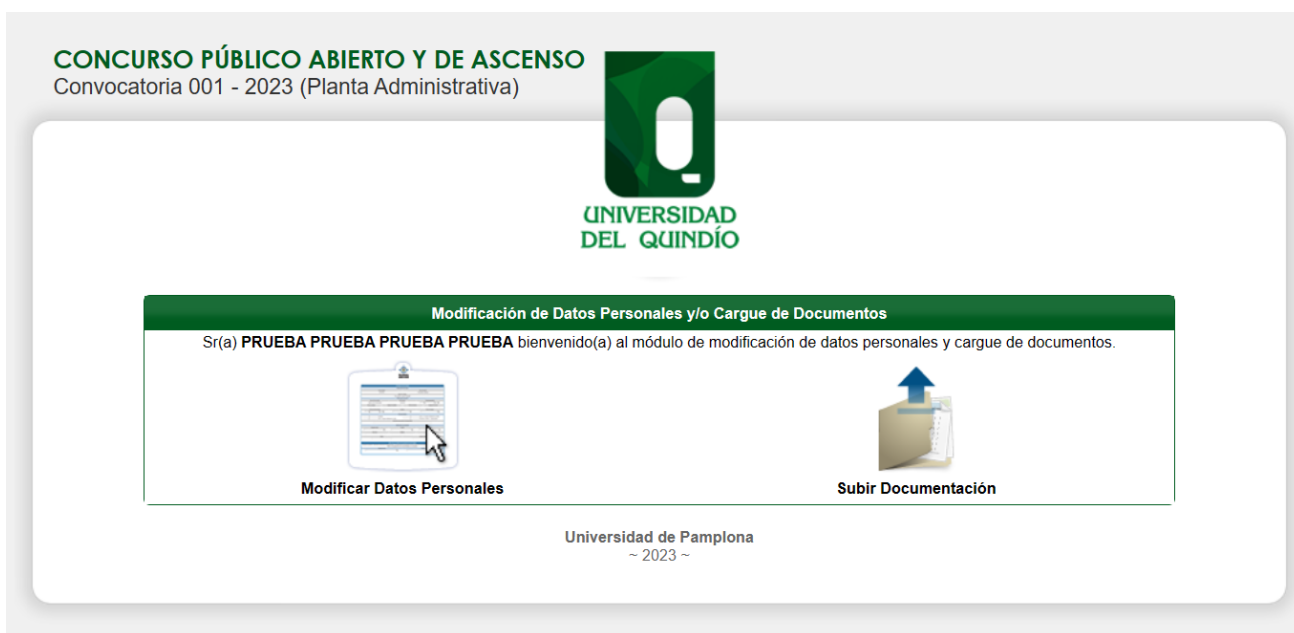 CONCURSO PÚBLICO ABIERTO Y DE ASCENSO
Convocatoria 001 - 2023 (Planta Administrativa)
UNIVERSIDAD
DEL QUINDÍO
Modificación de Datos Personales y/o Cargue de Documentos
Sr(a) PRUEBA PRUEBA PRUEBA PRUEBA bienvenido(a) al módulo de modificación de datos personales y cargue de documentos.
Modificar Datos Personales
Subir Documentación
Universidad de Pamplona
~ 2023 ~